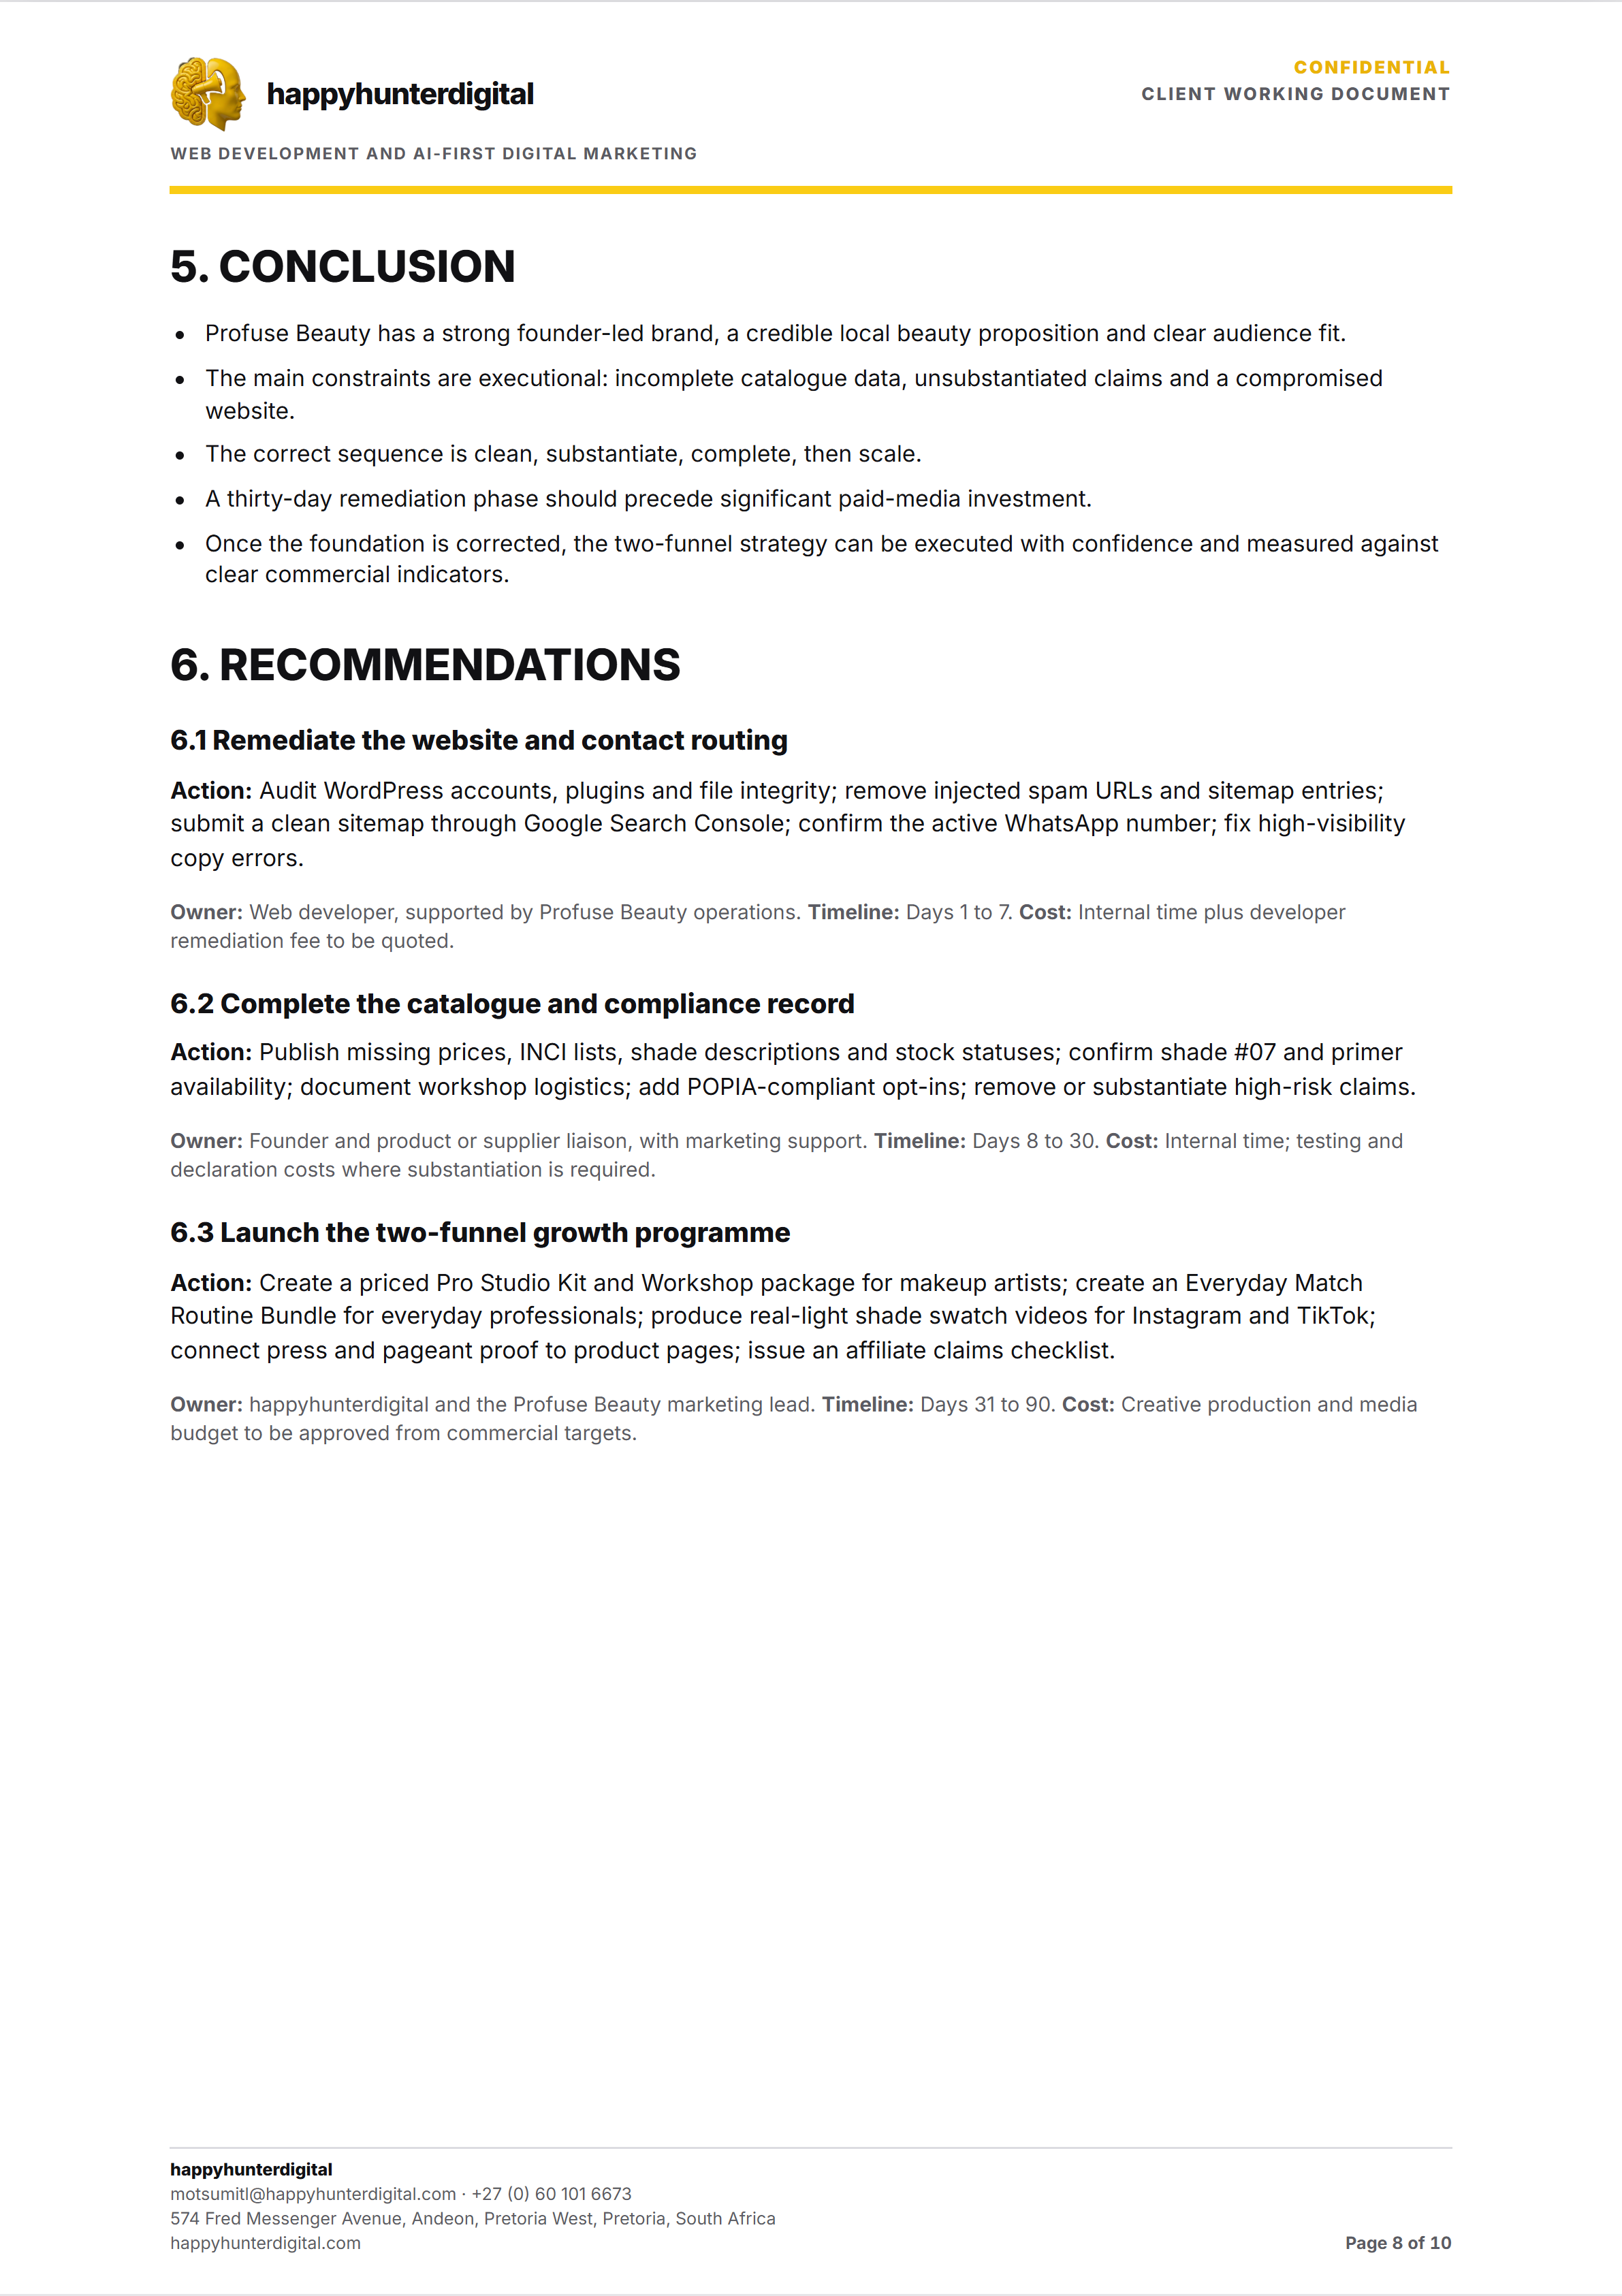 happyhunterdigital
CONFIDENTIAL
CLIENT WORKING DOCUMENT
WEB DEVELOPMENT AND AI-FIRST DIGITAL MARKETING
5. CONCLUSION
• Profuse Beauty has a strong founder-led brand, a credible local beauty proposition and clear audience fit.
• The main constraints are executional: incomplete catalogue data, unsubstantiated claims and a compromised
website.
• The correct sequence is clean, substantiate, complete, then scale.
• A thirty-day remediation phase should precede significant paid-media investment.
• Once the foundation is corrected, the two-funnel strategy can be executed with confidence and measured against
clear commercial indicators.
6. RECOMMENDATIONS
6.1 Remediate the website and contact routing
Action: Audit WordPress accounts, plugins and file integrity; remove injected spam URLs and sitemap entries;
submit a clean sitemap through Google Search Console; confirm the active WhatsApp number; fix high-visibility
copy errors.
Owner: Web developer, supported by Profuse Beauty operations. Timeline: Days 1 to 7. Cost: Internal time plus developer
remediation fee to be quoted.
6.2 Complete the catalogue and compliance record
Action: Publish missing prices, INCI lists, shade descriptions and stock statuses; confirm shade #07 and primer
availability; document workshop logistics; add POPIA-compliant opt-ins; remove or substantiate high-risk claims.
Owner: Founder and product or supplier liaison, with marketing support. Timeline: Days 8 to 30. Cost: Internal time; testing and
declaration costs where substantiation is required.
6.3 Launch the two-funnel growth programme
Action: Create a priced Pro Studio Kit and Workshop package for makeup artists; create an Everyday Match
Routine Bundle for everyday professionals; produce real-light shade swatch videos for Instagram and TikTok;
connect press and pageant proof to product pages; issue an affiliate claims checklist.
Owner: happyhunterdigital and the Profuse Beauty marketing lead. Timeline: Days 31 to 90. Cost: Creative production and media
budget to be approved from commercial targets.
happyhunterdigital
motsumitl@happyhunterdigital.com · +27 (0) 60 101 6673
574 Fred Messenger Avenue, Andeon, Pretoria West, Pretoria, South Africa
happyhunterdigital.com
Page 8 of 10